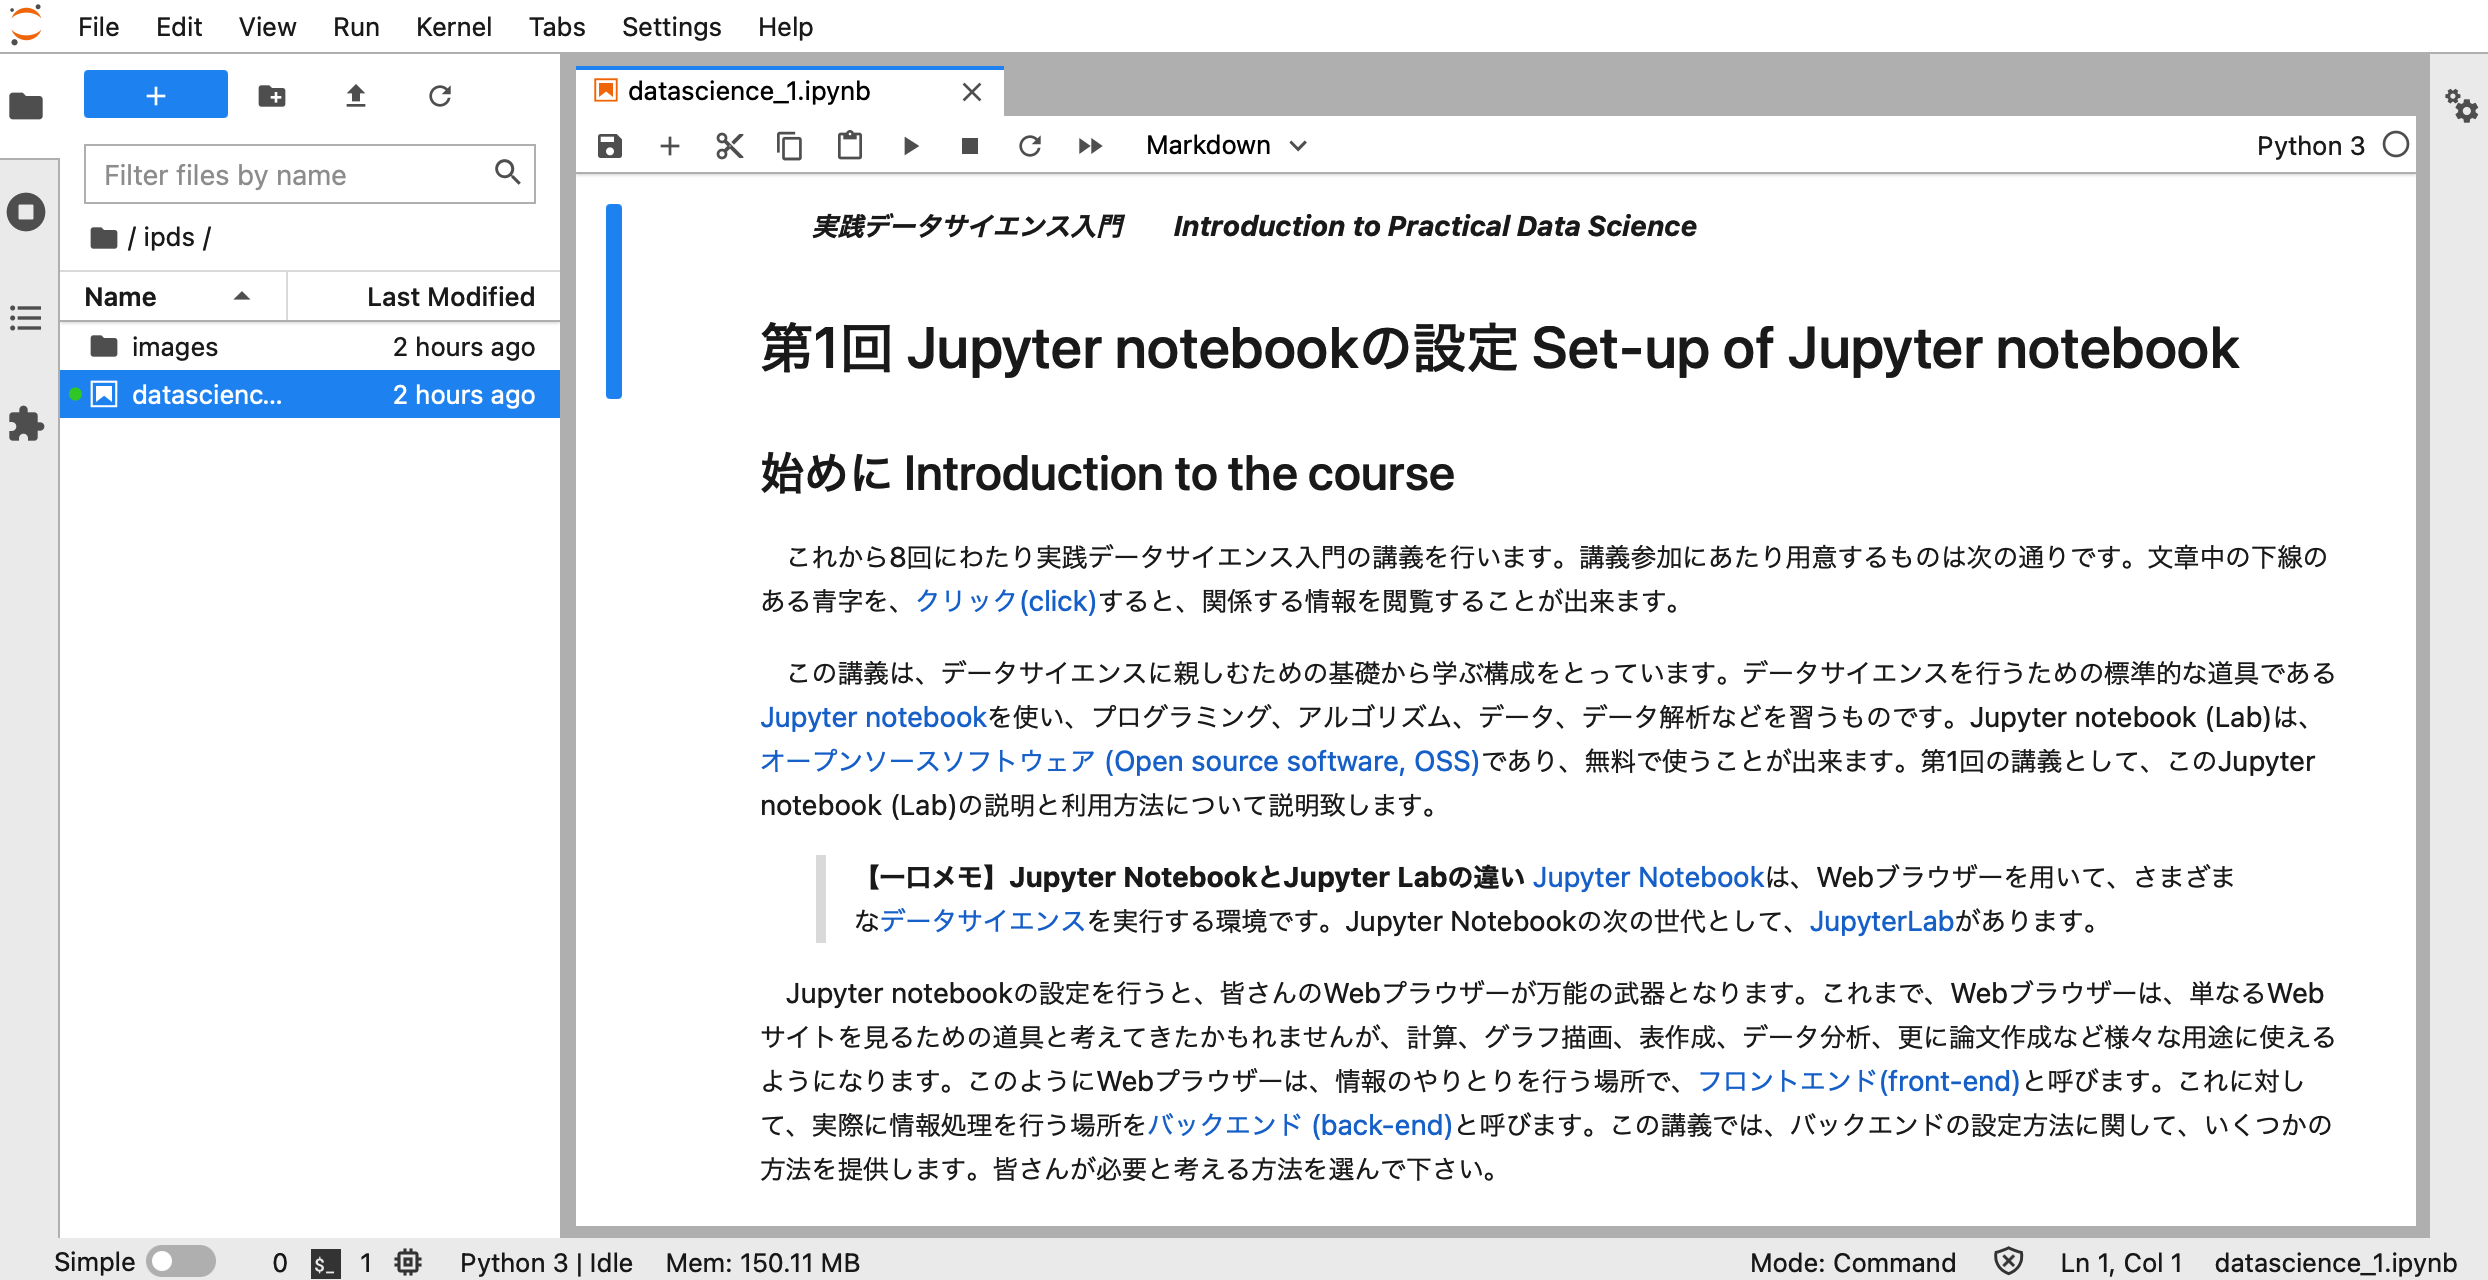 File Edit View Run Kernel Tabs Settings Help
datascience_1.ipynb
Filter files by name
/ ipds /
Name Last Modified
images 2 hours ago
datascienc... 2 hours ago
Markdown
Python 3
実践データサイエンス入門 Introduction to Practical Data Science
第1回 Jupyter notebookの設定 Set-up of Jupyter notebook
始めに Introduction to the course
これから8回にわたり実践データサイエンス入門の講義を行います。講義参加にあたり用意するものは次の通りです。文章中の下線の
ある青字を、クリック(click)すると、関係する情報を閲覧することが出来ます。
この講義は、データサイエンスに親しむための基礎から学ぶ構成をとっています。データサイエンスを行うための標準的な道具である
Jupyter notebookを使い、プログラミング、アルゴリズム、データ、データ解析などを習うものです。Jupyter notebook (Lab)は、
オープンソースソフトウェア (Open source software, OSS)であり、無料で使うことが出来ます。第1回の講義として、このJupyter
notebook (Lab)の説明と利用方法について説明致します。
【一口メモ】Jupyter NotebookとJupyter Labの違い Jupyter Notebookは、Webブラウザーを用いて、さまざま
なデータサイエンスを実行する環境です。Jupyter Notebookの次の世代として、JupyterLabがあります。
Jupyter notebookの設定を行うと、皆さんのWebプラウザーが万能の武器となります。これまで、Webブラウザーは、単なるWeb
サイトを見るための道具と考えてきたかもれませんが、計算、グラフ描画、表作成、データ分析、更に論文作成など様々な用途に使える
ようになります。このようにWebプラウザーは、情報のやりとりを行う場所で、フロントエンド(front-end)と呼びます。これに対し
て、実際に情報処理を行う場所をバックエンド (back-end)と呼びます。この講義では、バックエンドの設定方法に関して、いくつかの
方法を提供します。皆さんが必要と考える方法を選んで下さい。
Simple 0 $_ 1 Python 3 | Idle Mem: 150.11 MB Mode: Command Ln 1, Col 1 datascience_1.ipynb